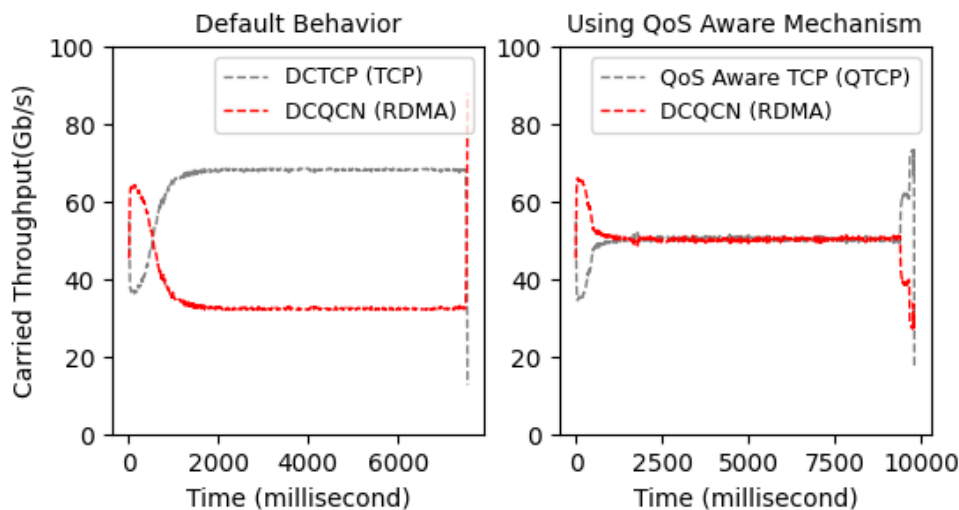 Default Behavior
Using QoS Aware Mechanism
Carried Throughput(Gb/s)
100
80
60
40
20
0
DCTCP (TCP)
DCQCN (RDMA)
0 2000 4000 6000
Time (millisecond)
100
80
60
40
20
0
QoS Aware TCP (QTCP)
DCQCN (RDMA)
0 2500 5000 7500 10000
Time (millisecond)